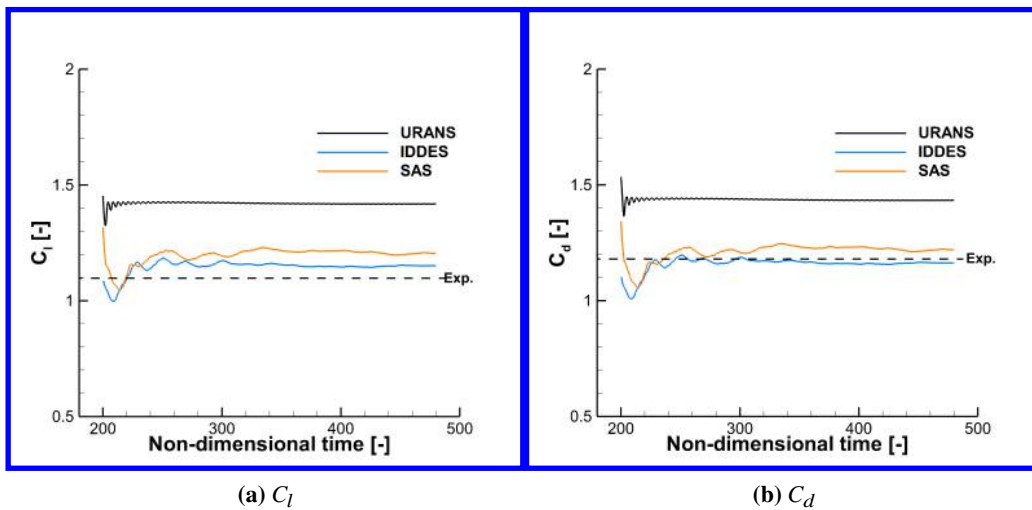 2
URANS
IDDES
SAS
1.5
C_l [-]
Exp.
1
0.5
200
300
400
500
Non-dimensional time [-]
(a) C_l
2
URANS
IDDES
SAS
1.5
C_d [-]
Exp.
1
0.5
200
300
400
500
Non-dimensional time [-]
(b) C_d